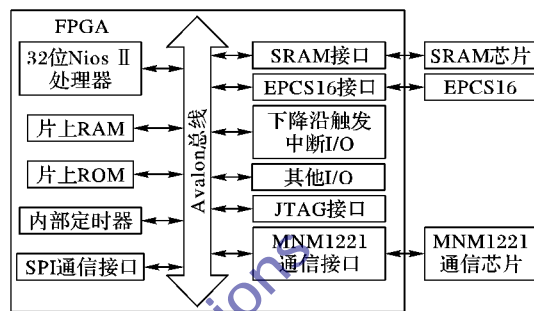 FPGA
32位Nios Ⅱ
处理器
片上RAM
片上ROM
内部定时器
SPI通信接口
Avalon总线
SRAM接口
EPCS16接口
下降沿触发
中断I/O
其他I/O
JTAG接口
MNM1221
通信接口
SRAM芯片
EPCS16
MNM1221
通信芯片
ions